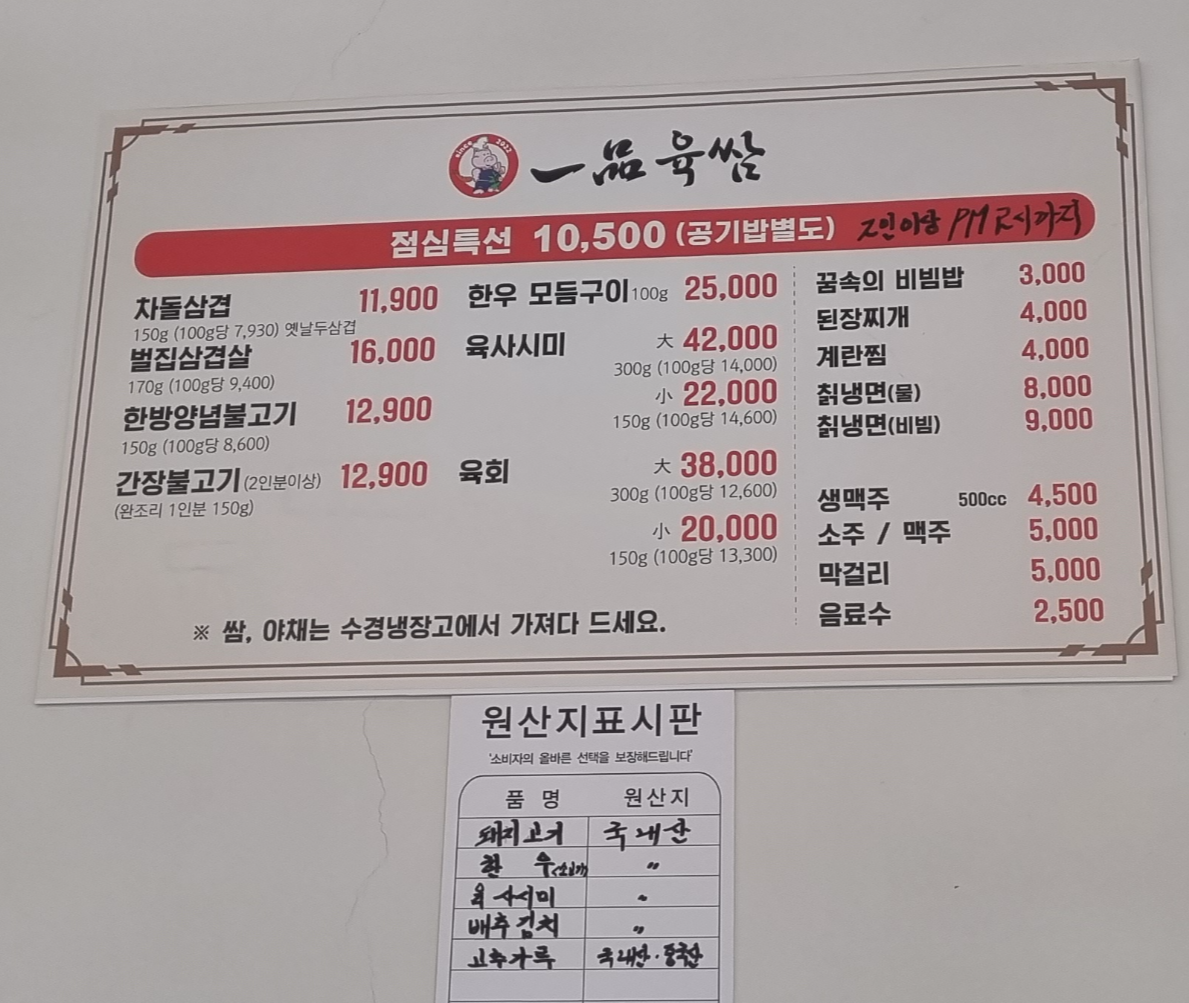 since 2022
一品육쌈
점심특선 10,500 (공기밥별도) 2인이상 PM 2시까지
차돌삼겹 11,900
150g (100g당 7,930) 옛날두삼겹
벌집삼겹살 16,000
170g (100g당 9,400)
한방양념불고기 12,900
150g (100g당 8,600)
간장불고기(2인분이상) 12,900
(완조리 1인분 150g)
한우 모듬구이100g 25,000
육사시미 大 42,000
300g (100g당 14,000)
小 22,000
150g (100g당 14,600)
육회 大 38,000
300g (100g당 12,600)
小 20,000
150g (100g당 13,300)
꿈속의 비빔밥 3,000
된장찌개 4,000
계란찜 4,000
칡냉면(물) 8,000
칡냉면(비빔) 9,000
생맥주 500cc 4,500
소주 / 맥주 5,000
막걸리 5,000
음료수 2,500
※ 쌈, 야채는 수경냉장고에서 가져다 드세요.
원산지표시판
'소비자의 올바른 선택을 보장해드립니다'
품 명 원산지
돼지고기 국내산
한 우(소고기) 〃
육사시미 〃
배추김치 〃
고추가루 국내산·중국산